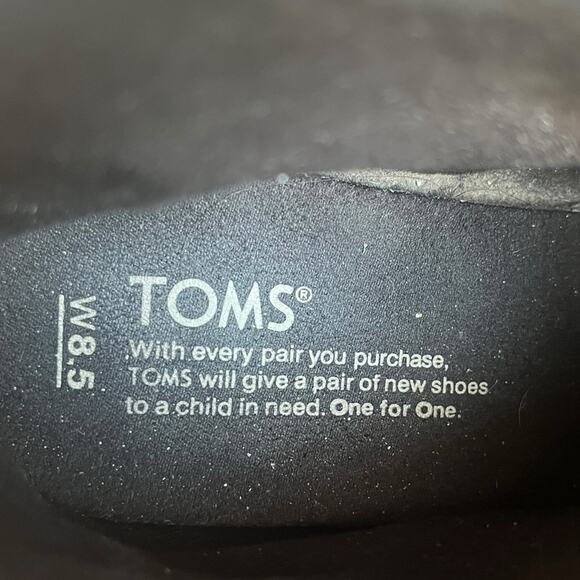 TOMS®
With every pair you purchase,
TOMS will give a pair of new shoes
to a child in need. One for One.
W 8.5